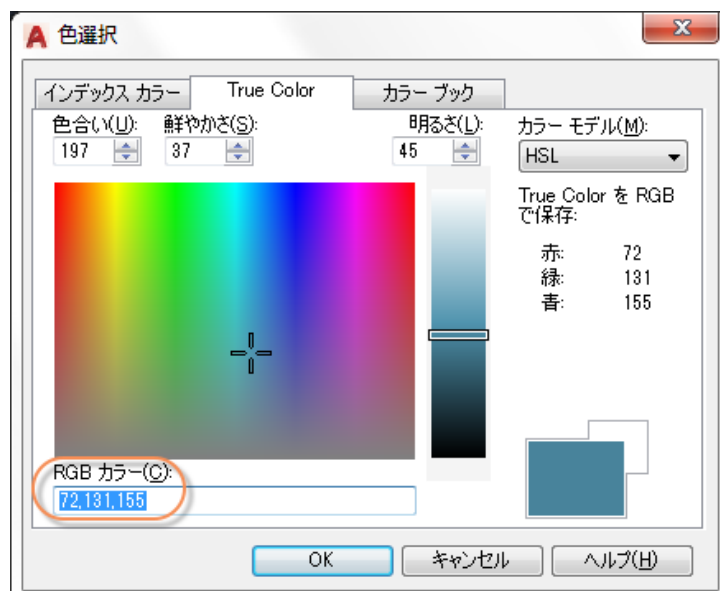 色選択
インデックス カラー True Color カラー ブック
色合い(U): 鮮やかさ(S): 明るさ(L): カラー モデル(M):
197 37 45 HSL
True Color を RGB
で保存:
赤: 72
緑: 131
青: 155
RGB カラー(C):
72,131,155
OK キャンセル ヘルプ(H)